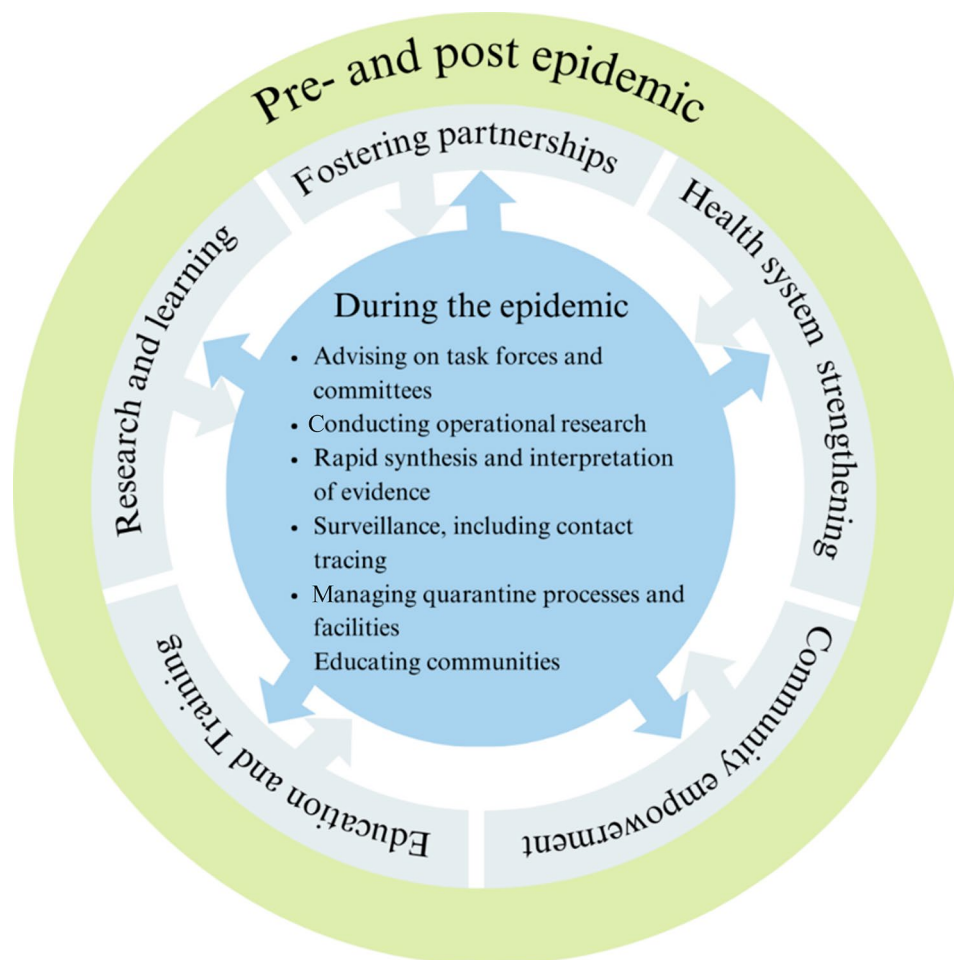 Pre- and post epidemic
Fostering partnerships
Health system strengthening
Community empowerment
Education and Training
Research and learning
During the epidemic
• Advising on task forces and
committees
• Conducting operational research
• Rapid synthesis and interpretation
of evidence
• Surveillance, including contact
tracing
• Managing quarantine processes and
facilities
Educating communities